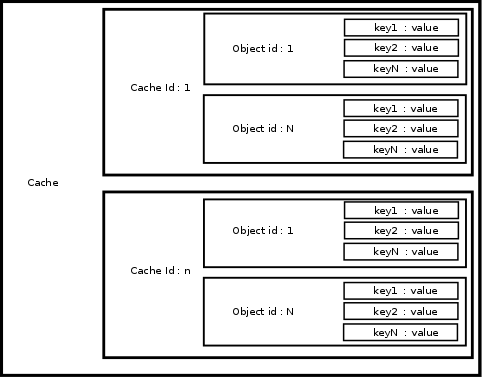 Cache
Cache Id : 1
Object id : 1
key1 : value
key2 : value
keyN : value
Object id : N
key1 : value
key2 : value
keyN : value
Cache Id : n
Object id : 1
key1 : value
key2 : value
keyN : value
Object id : N
key1 : value
key2 : value
keyN : value